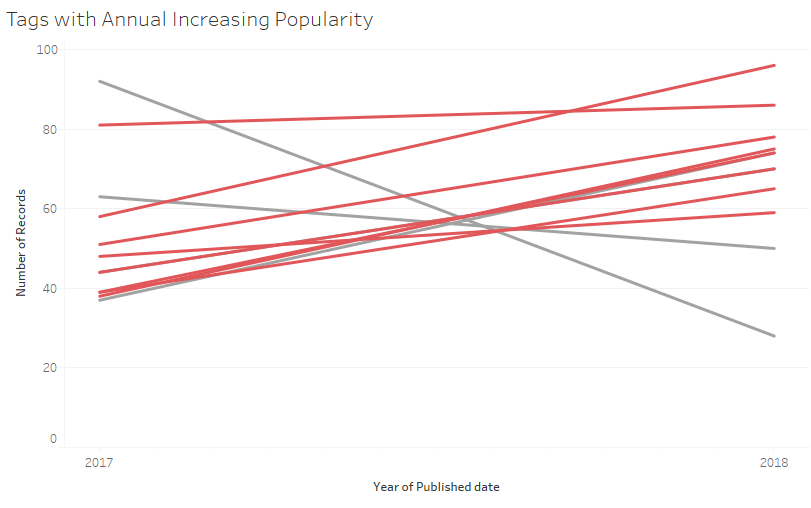 Tags with Annual Increasing Popularity
100
80
60
40
20
0
Number of Records
2017
2018
Year of Published date